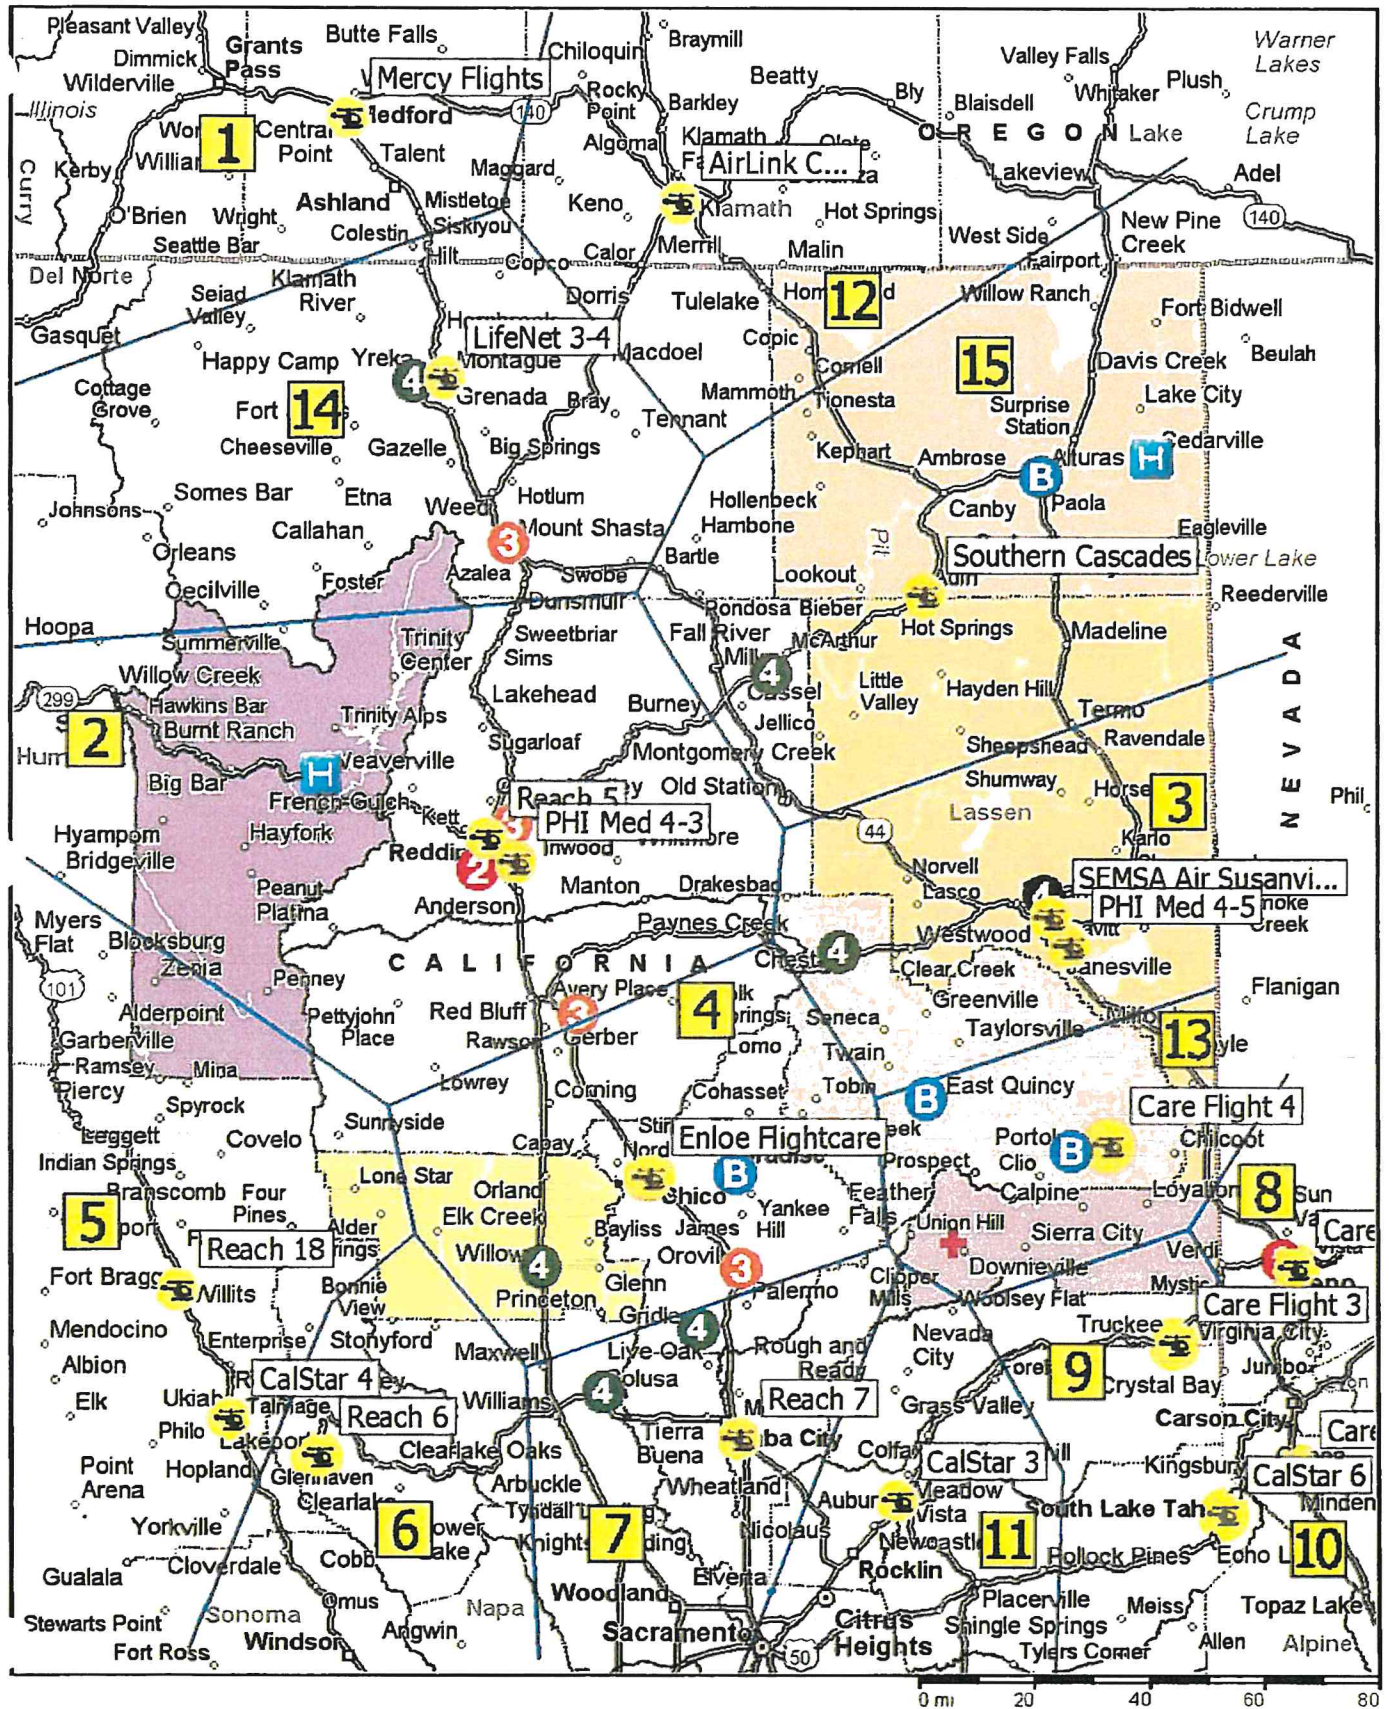 Pleasant Valley
Butte Falls
Braymill
Warner
Lakes
Grants
Pass
Chiloquin
Valley Falls
Dimmick
Mercy Flights
Beatty
Plush
Wilderville
Rocky
Point
Bly
Whitaker
Illinois
140
Barkley
Blaisdell
Crump
Lake
1
Central
Point
Klamath
OREGON
Lake
Algoma
Talent
Maggard
AirLink C...
Kerby
Lakeview
Adel
Curry
Ashland
Mistletoe
Keno
Klamath
Hot Springs
140
O'Brien
Wright
Siskiyou
New Pine
Creek
Colestin
Seattle Bar
Hilt
Calor
Merrill
Malin
West Side
Fairport
Del Norte
Klamath
River
Copco
Dorris
Tulelake
12
Willow Ranch
Fort Bidwell
Seiad
Valley
Gasquet
LifeNet 3-4
Copic
15
Beulah
Happy Camp
Montague
Macdoel
Cornell
Davis Creek
Cottage
Grove
4
Grenada
Mammoth
Tionesta
Lake City
Fort
14
Bray
Tennant
Surprise
Station
Cedarville
Cheeseville
Gazelle
Big Springs
Kephart
Ambrose
Alturas
H
B
Somes Bar
Etna
Weed
Hotlum
Hollenbeck
Canby
Paola
Johnsons
Callahan
3
Mount Shasta
Hambone
Pit
Eagleville
Orleans
Bartle
Southern Cascades
Lower Lake
Cecilville
Foster
Azalea
Swobe
Lookout
Reederville
Dunsmuir
Rondosa
Bieber
Hoopa
Summerville
Trinity
Center
Sweetbriar
Fall River
McArthur
Hot Springs
Madeline
NEVADA
Sims
4
Willow Creek
Lakehead
Cassel
Little
Valley
Hayden Hill
299
Hawkins Bar
Trinity Alps
Burney
Jellico
Termo
2
Burnt Ranch
Sugarloaf
Montgomery Creek
Sheepshead
Ravendale
Big Bar
H
Weaverville
Old Station
Shumway
3
Phil
French Gulch
Reach 5
Lassen
Kett
PHI Med 4-3
44
Hyampom
Hayfork
Karlo
Bridgeville
2
Inwood
Norvell
Peanut
Platina
Manton
Drakesbad
Lasco
SEMSA Air Susanvi...
Anderson
PHI Med 4-5
Myers
Flat
Paynes Creek
Creek
Blocksburg
CALIFORNIA
4
Westwood
Zenia
Penney
Clear Creek
Janesville
101
Avery Place
Greenville
Flanigan
Alderpoint
Pettyjohn
Place
Red Bluff
4
Seneca
Taylorsville
Garberville
Rawson
3
Gerber
Lomo
Twain
13
Ramsey
Mina
Lowrey
Piercy
Corning
Cohasset
Tobin
B
East Quincy
Spyrock
Sunnyside
Care Flight 4
Leggett
Covelo
Capay
Enloe Flightcare
B
Chilcoot
Indian Springs
Nord
B
Prospect
Clio
Branscomb
Four
Pines
Lone Star
Orland
Chico
Yankee
Hill
Feather
Falls
Calpine
Loyalton
8
Sun
5
Elk Creek
Bayliss
James
Union Hill
Reach 18
Alder
Willow
4
Sierra City
Care
Fort Bragg
Willits
Bonnie
View
Glenn
3
Clipper
Mills
Downieville
Verdi
Princeton
Palermo
Woolsey Flat
Mystic
Care Flight 3
Mendocino
Enterprise
Stonyford
4
Rough and
Ready
Nevada
City
Truckee
Virginia City
Albion
Maxwell
Live-Oak
9
Jumbo
CalStar 4
4
Elk
Ukiah
Talmage
Williams
Reach 7
Grass Valley
Crystal Bay
Carson City
Reach 6
Philo
Lakeport
Clearlake Oaks
Tierra
Buena
Colfax
Care
CalStar 3
Point
Arena
Hopland
Glenhaven
Arbuckle
Wheatland
Kingsbury
CalStar 6
Clearlake
Auburn
Meadow
Vista
South Lake Tah
Minden
Yorkville
6
Lower
Lake
7
Nicolaus
Newcastle
11
10
Cloverdale
Cobb
Pollock Pines
Echo L
Gualala
Elverta
Rocklin
Woodland
Stewarts Point
Omus
Napa
Citrus
Heights
Placerville
Meiss
Topaz Lake
Sonoma
Windsor
Angwin
Sacramento
Shingle Springs
Fort Ross
50
Tylers Corner
Allen
Alpine
0 mi
20
40
60
80